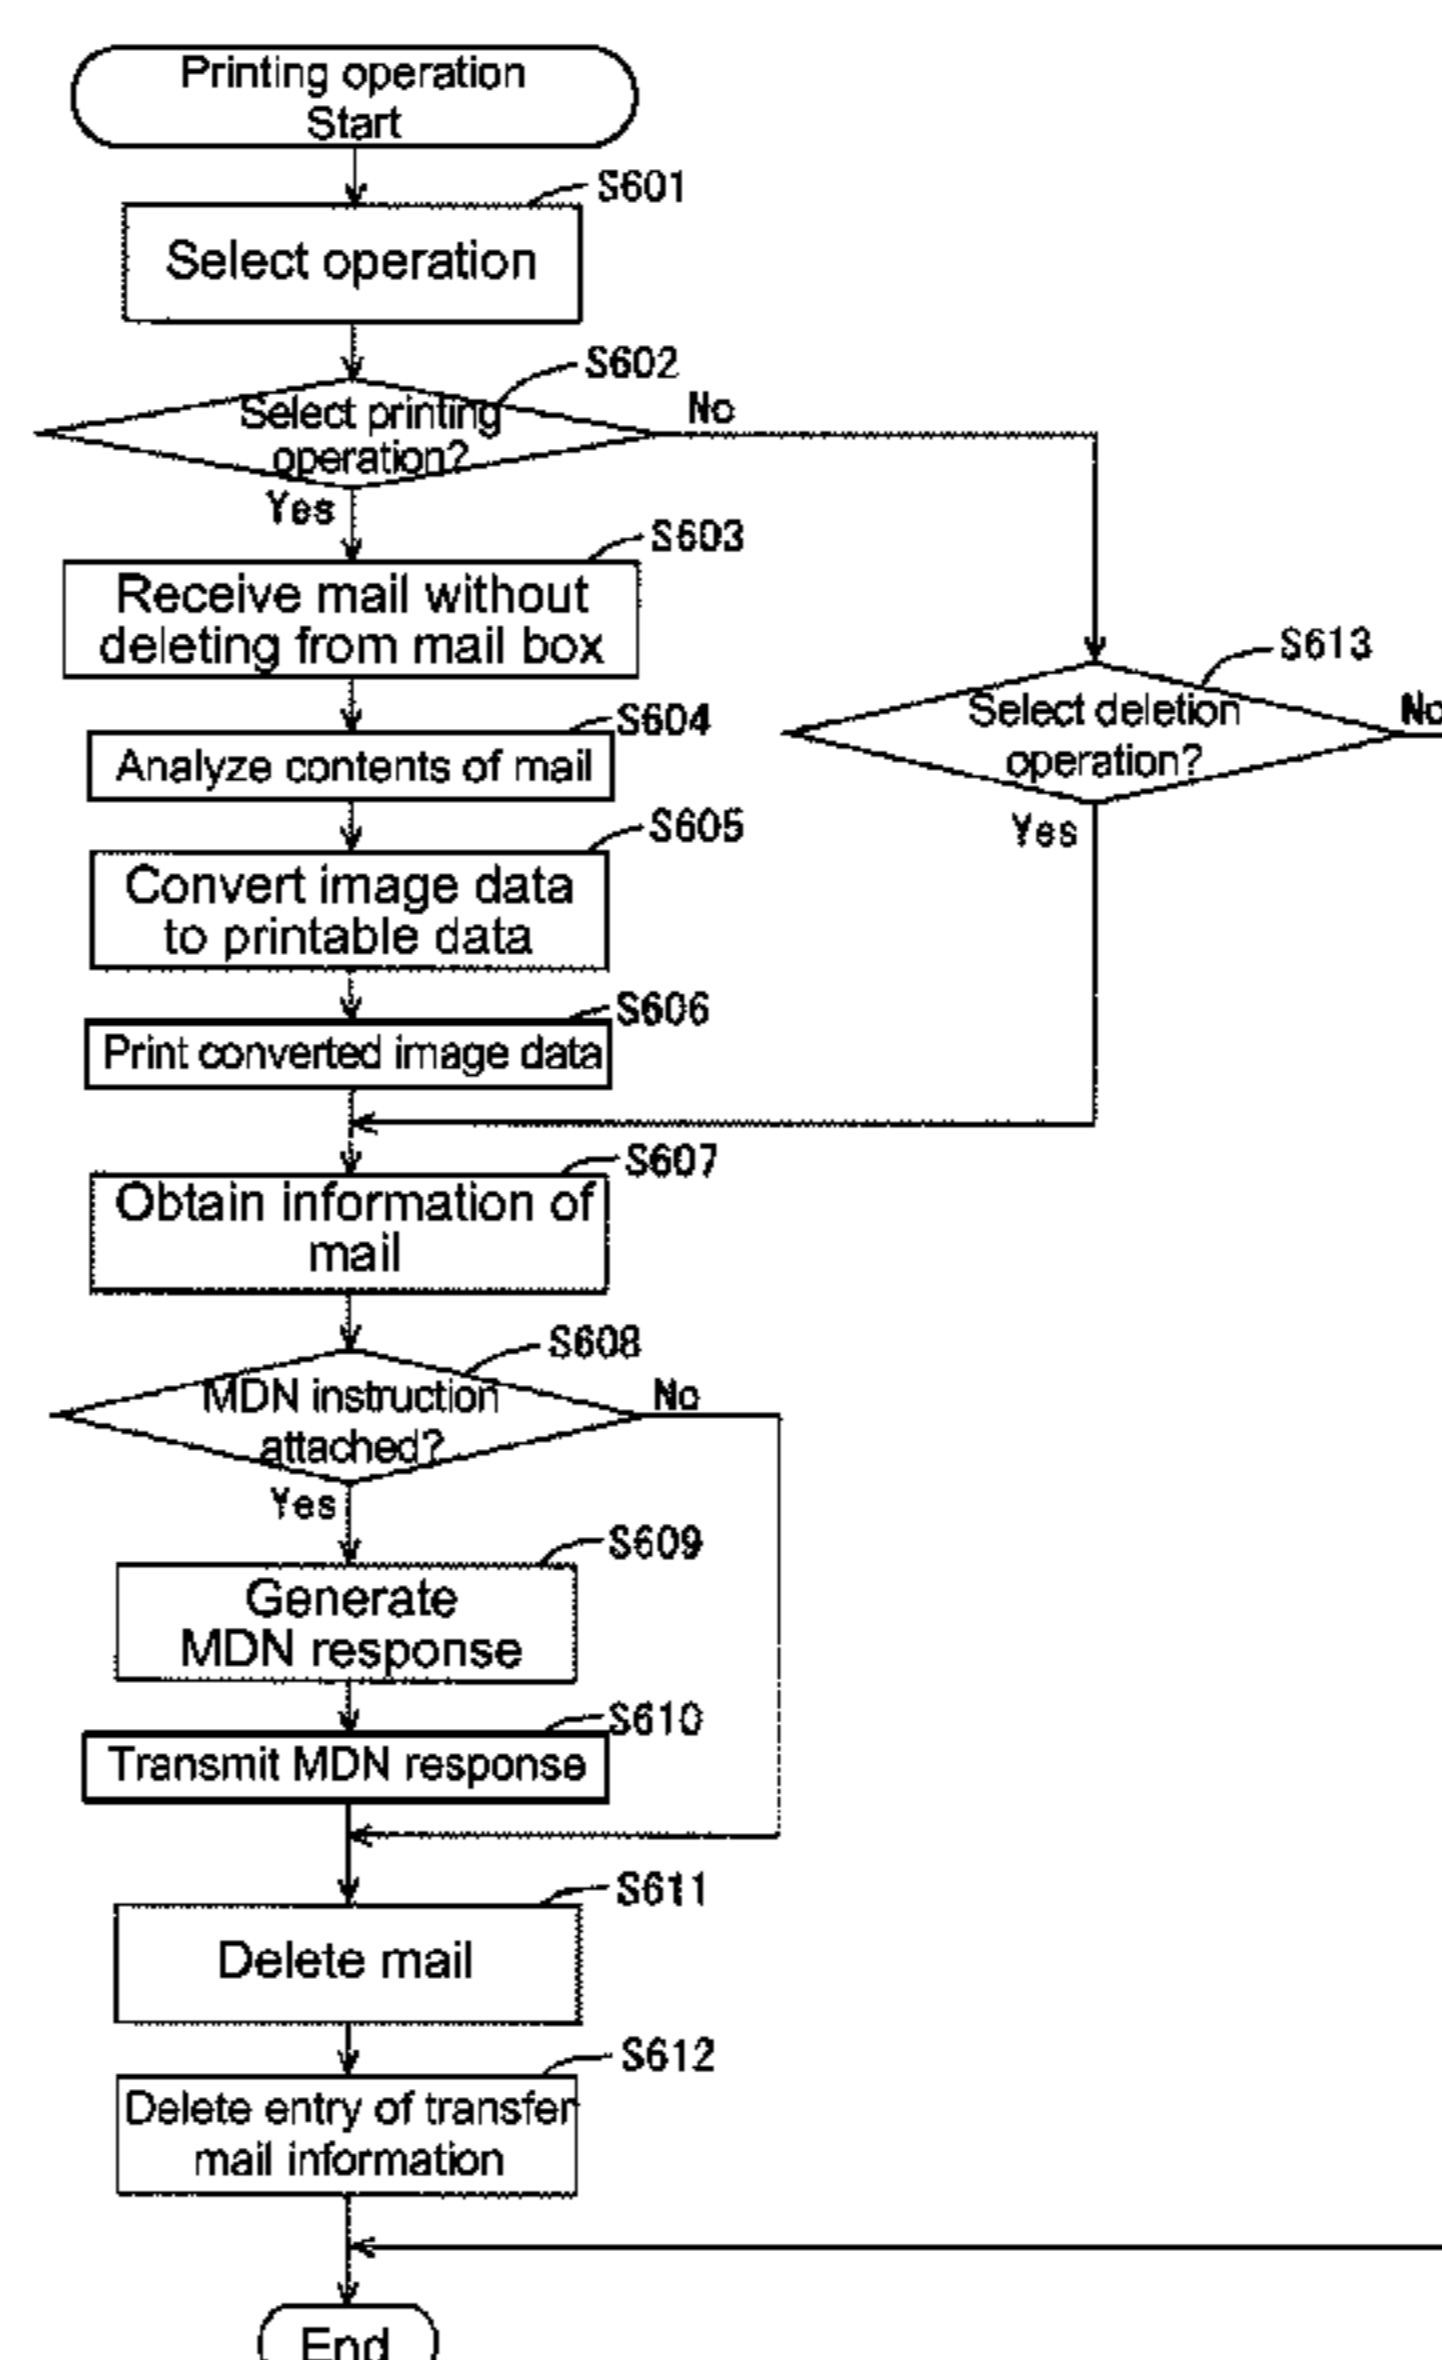 Printing operation
Start
S601
Select operation
S602
Select printing
operation?
No
Yes
S603
Receive mail without
deleting from mail box
S613
Select deletion
operation?
No
Yes
S604
Analyze contents of mail
S605
Convert image data
to printable data
S606
Print converted image data
S607
Obtain information of
mail
S608
MDN instruction
attached?
No
Yes
S609
Generate
MDN response
S610
Transmit MDN response
S611
Delete mail
S612
Delete entry of transfer
mail information
End